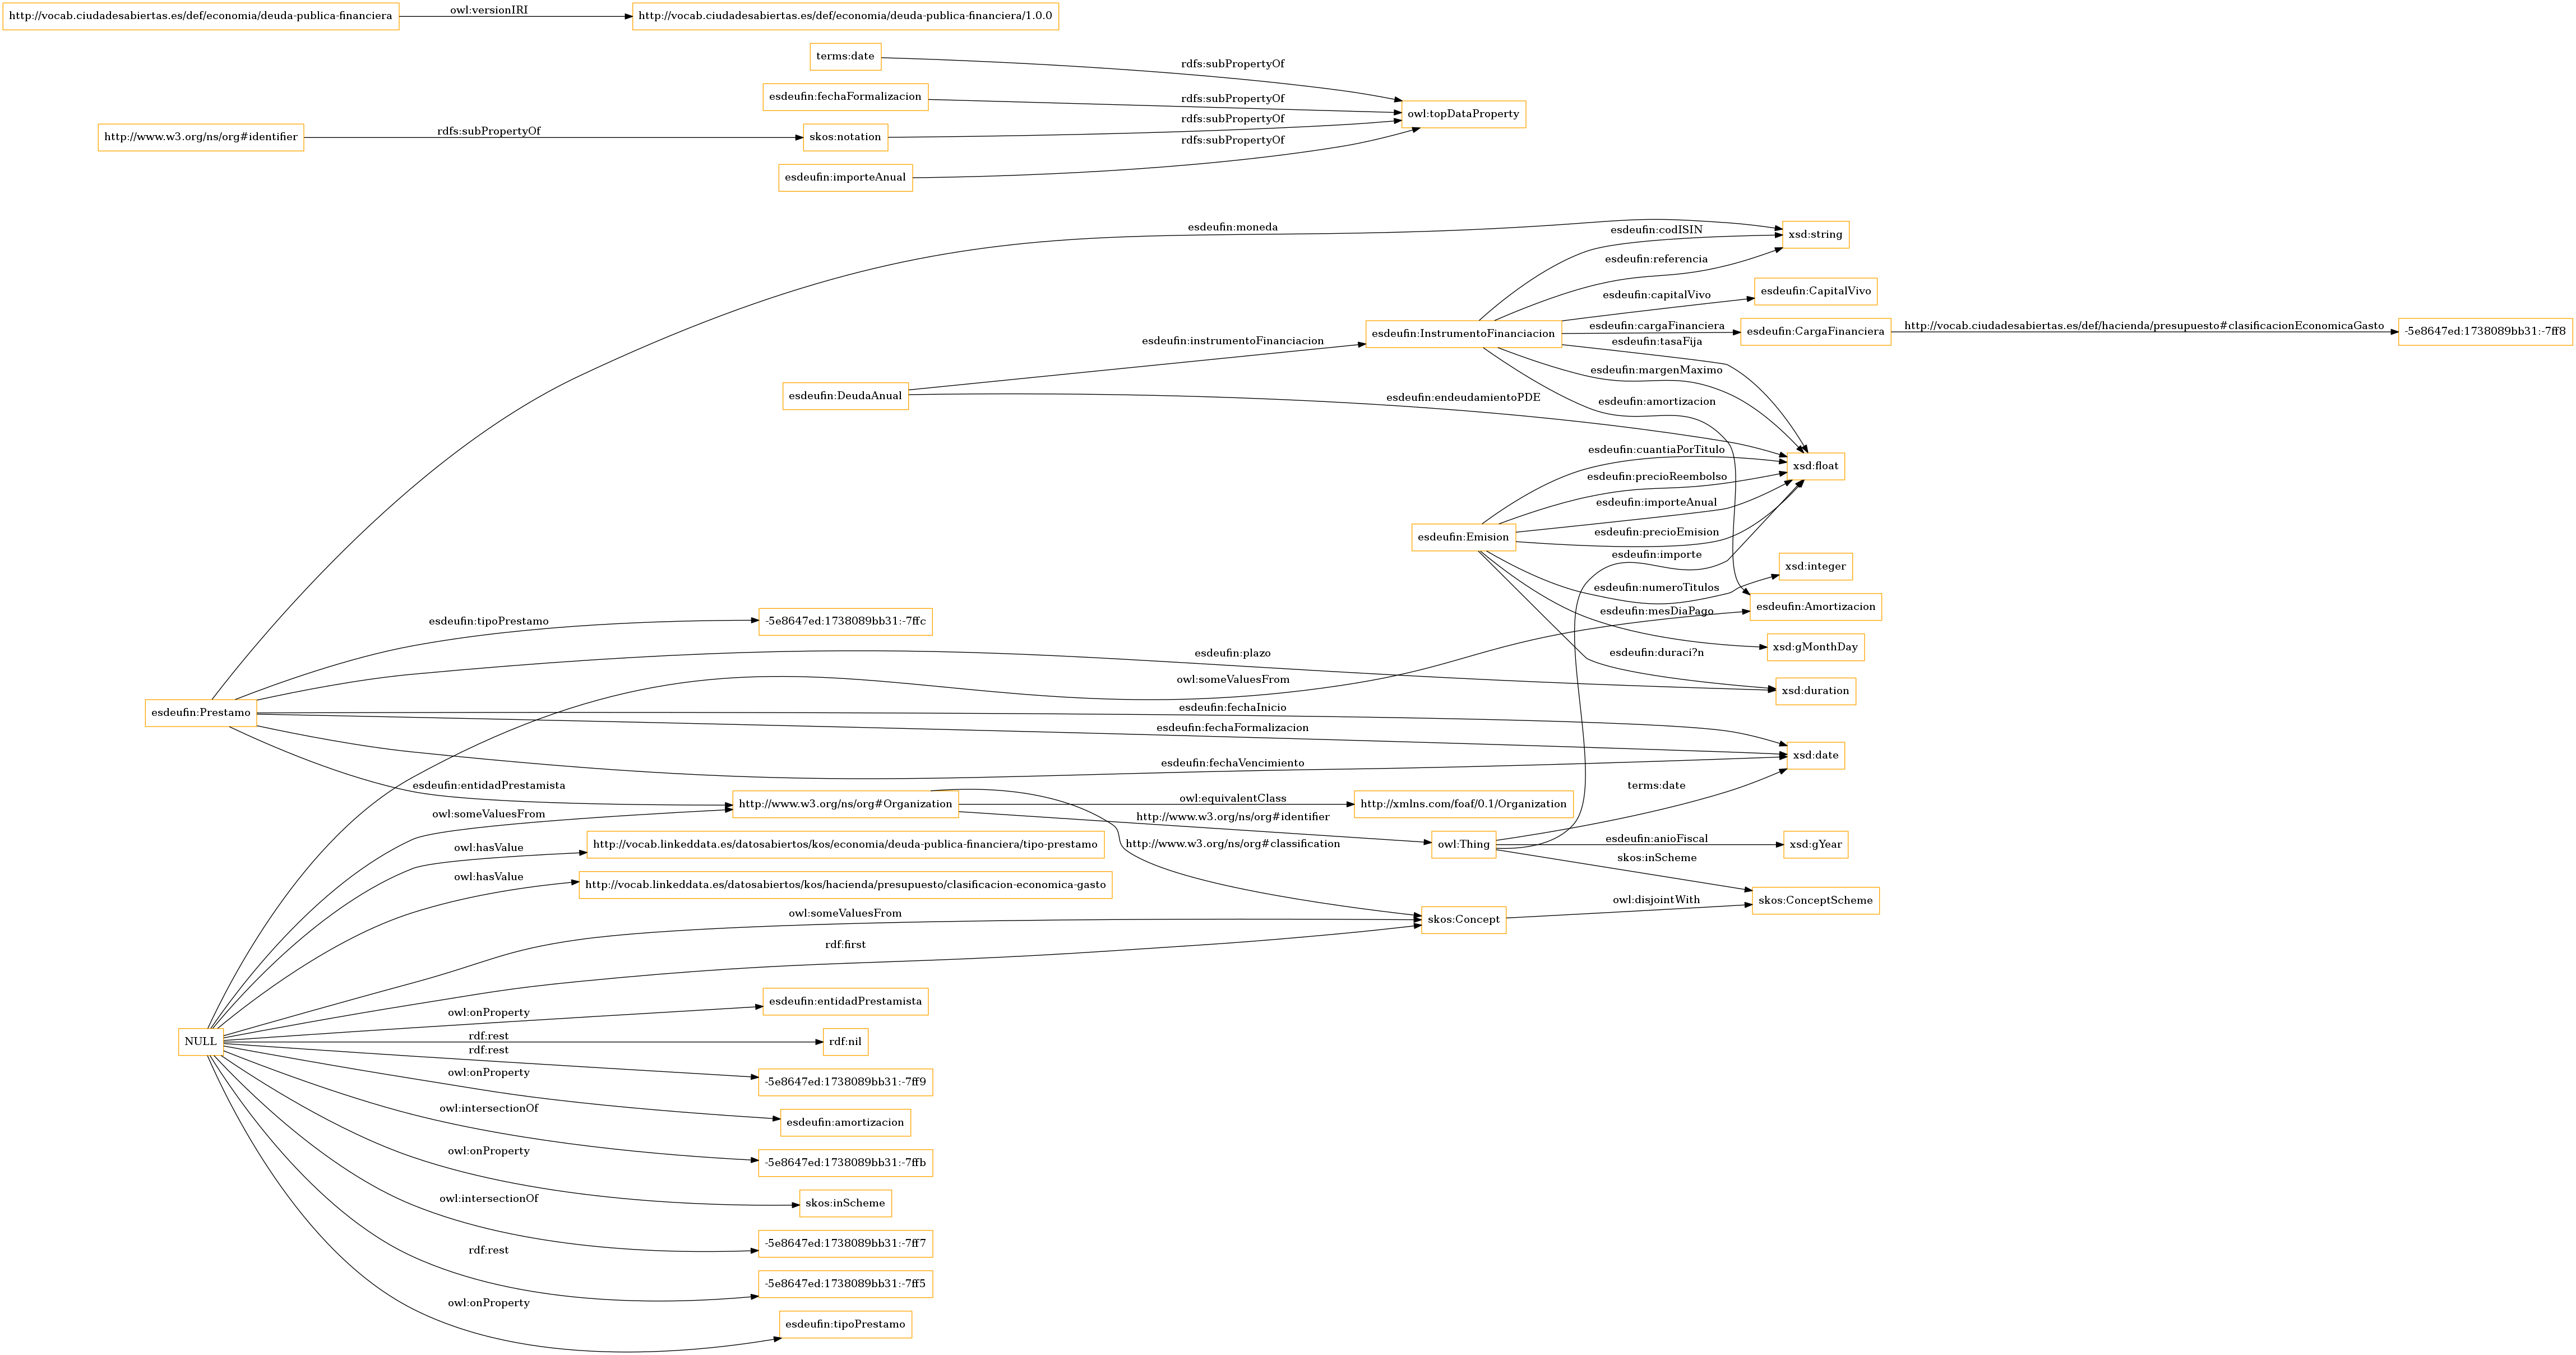 http://vocab.ciudadesabiertas.es/def/economia/deuda-publica-financiera
owl:versionIRI
http://vocab.ciudadesabiertas.es/def/economia/deuda-publica-financiera/1.0.0
terms:date
rdfs:subPropertyOf
esdeufin:fechaFormalizacion
rdfs:subPropertyOf
owl:topDataProperty
http://www.w3.org/ns/org#identifier
rdfs:subPropertyOf
skos:notation
rdfs:subPropertyOf
rdfs:subPropertyOf
esdeufin:importeAnual
esdeufin:moneda
esdeufin:codISIN
xsd:string
esdeufin:referencia
esdeufin:capitalVivo
esdeufin:CapitalVivo
esdeufin:InstrumentoFinanciacion
esdeufin:cargaFinanciera
esdeufin:CargaFinanciera
http://vocab.ciudadesabiertas.es/def/hacienda/presupuesto#clasificacionEconomicaGasto
-5e8647ed:1738089bb31:-7ff8
esdeufin:instrumentoFinanciacion
esdeufin:tasaFija
esdeufin:margenMaximo
esdeufin:DeudaAnual
esdeufin:endeudamientoPDE
esdeufin:amortizacion
esdeufin:cuantiaPorTitulo
xsd:float
esdeufin:precioReembolso
esdeufin:importeAnual
esdeufin:Emision
esdeufin:precioEmision
esdeufin:importe
xsd:integer
esdeufin:numeroTitulos
esdeufin:Amortizacion
esdeufin:mesDiaPago
esdeufin:tipoPrestamo
-5e8647ed:1738089bb31:-7ffc
xsd:gMonthDay
esdeufin:plazo
esdeufin:duraci?n
owl:someValuesFrom
xsd:duration
esdeufin:Prestamo
esdeufin:fechaInicio
esdeufin:fechaFormalizacion
xsd:date
esdeufin:fechaVencimiento
esdeufin:entidadPrestamista
terms:date
http://www.w3.org/ns/org#Organization
owl:equivalentClass
http://xmlns.com/foaf/0.1/Organization
owl:someValuesFrom
http://www.w3.org/ns/org#identifier
owl:hasValue
http://vocab.linkeddata.es/datosabiertos/kos/economia/deuda-publica-financiera/tipo-prestamo
http://www.w3.org/ns/org#classification
owl:Thing
esdeufin:anioFiscal
xsd:gYear
skos:inScheme
owl:hasValue
http://vocab.linkeddata.es/datosabiertos/kos/hacienda/presupuesto/clasificacion-economica-gasto
owl:someValuesFrom
skos:Concept
owl:disjointWith
skos:ConceptScheme
rdf:first
esdeufin:entidadPrestamista
owl:onProperty
NULL
rdf:rest
rdf:nil
rdf:rest
-5e8647ed:1738089bb31:-7ff9
owl:onProperty
esdeufin:amortizacion
owl:intersectionOf
-5e8647ed:1738089bb31:-7ffb
owl:onProperty
skos:inScheme
owl:intersectionOf
-5e8647ed:1738089bb31:-7ff7
rdf:rest
-5e8647ed:1738089bb31:-7ff5
owl:onProperty
esdeufin:tipoPrestamo